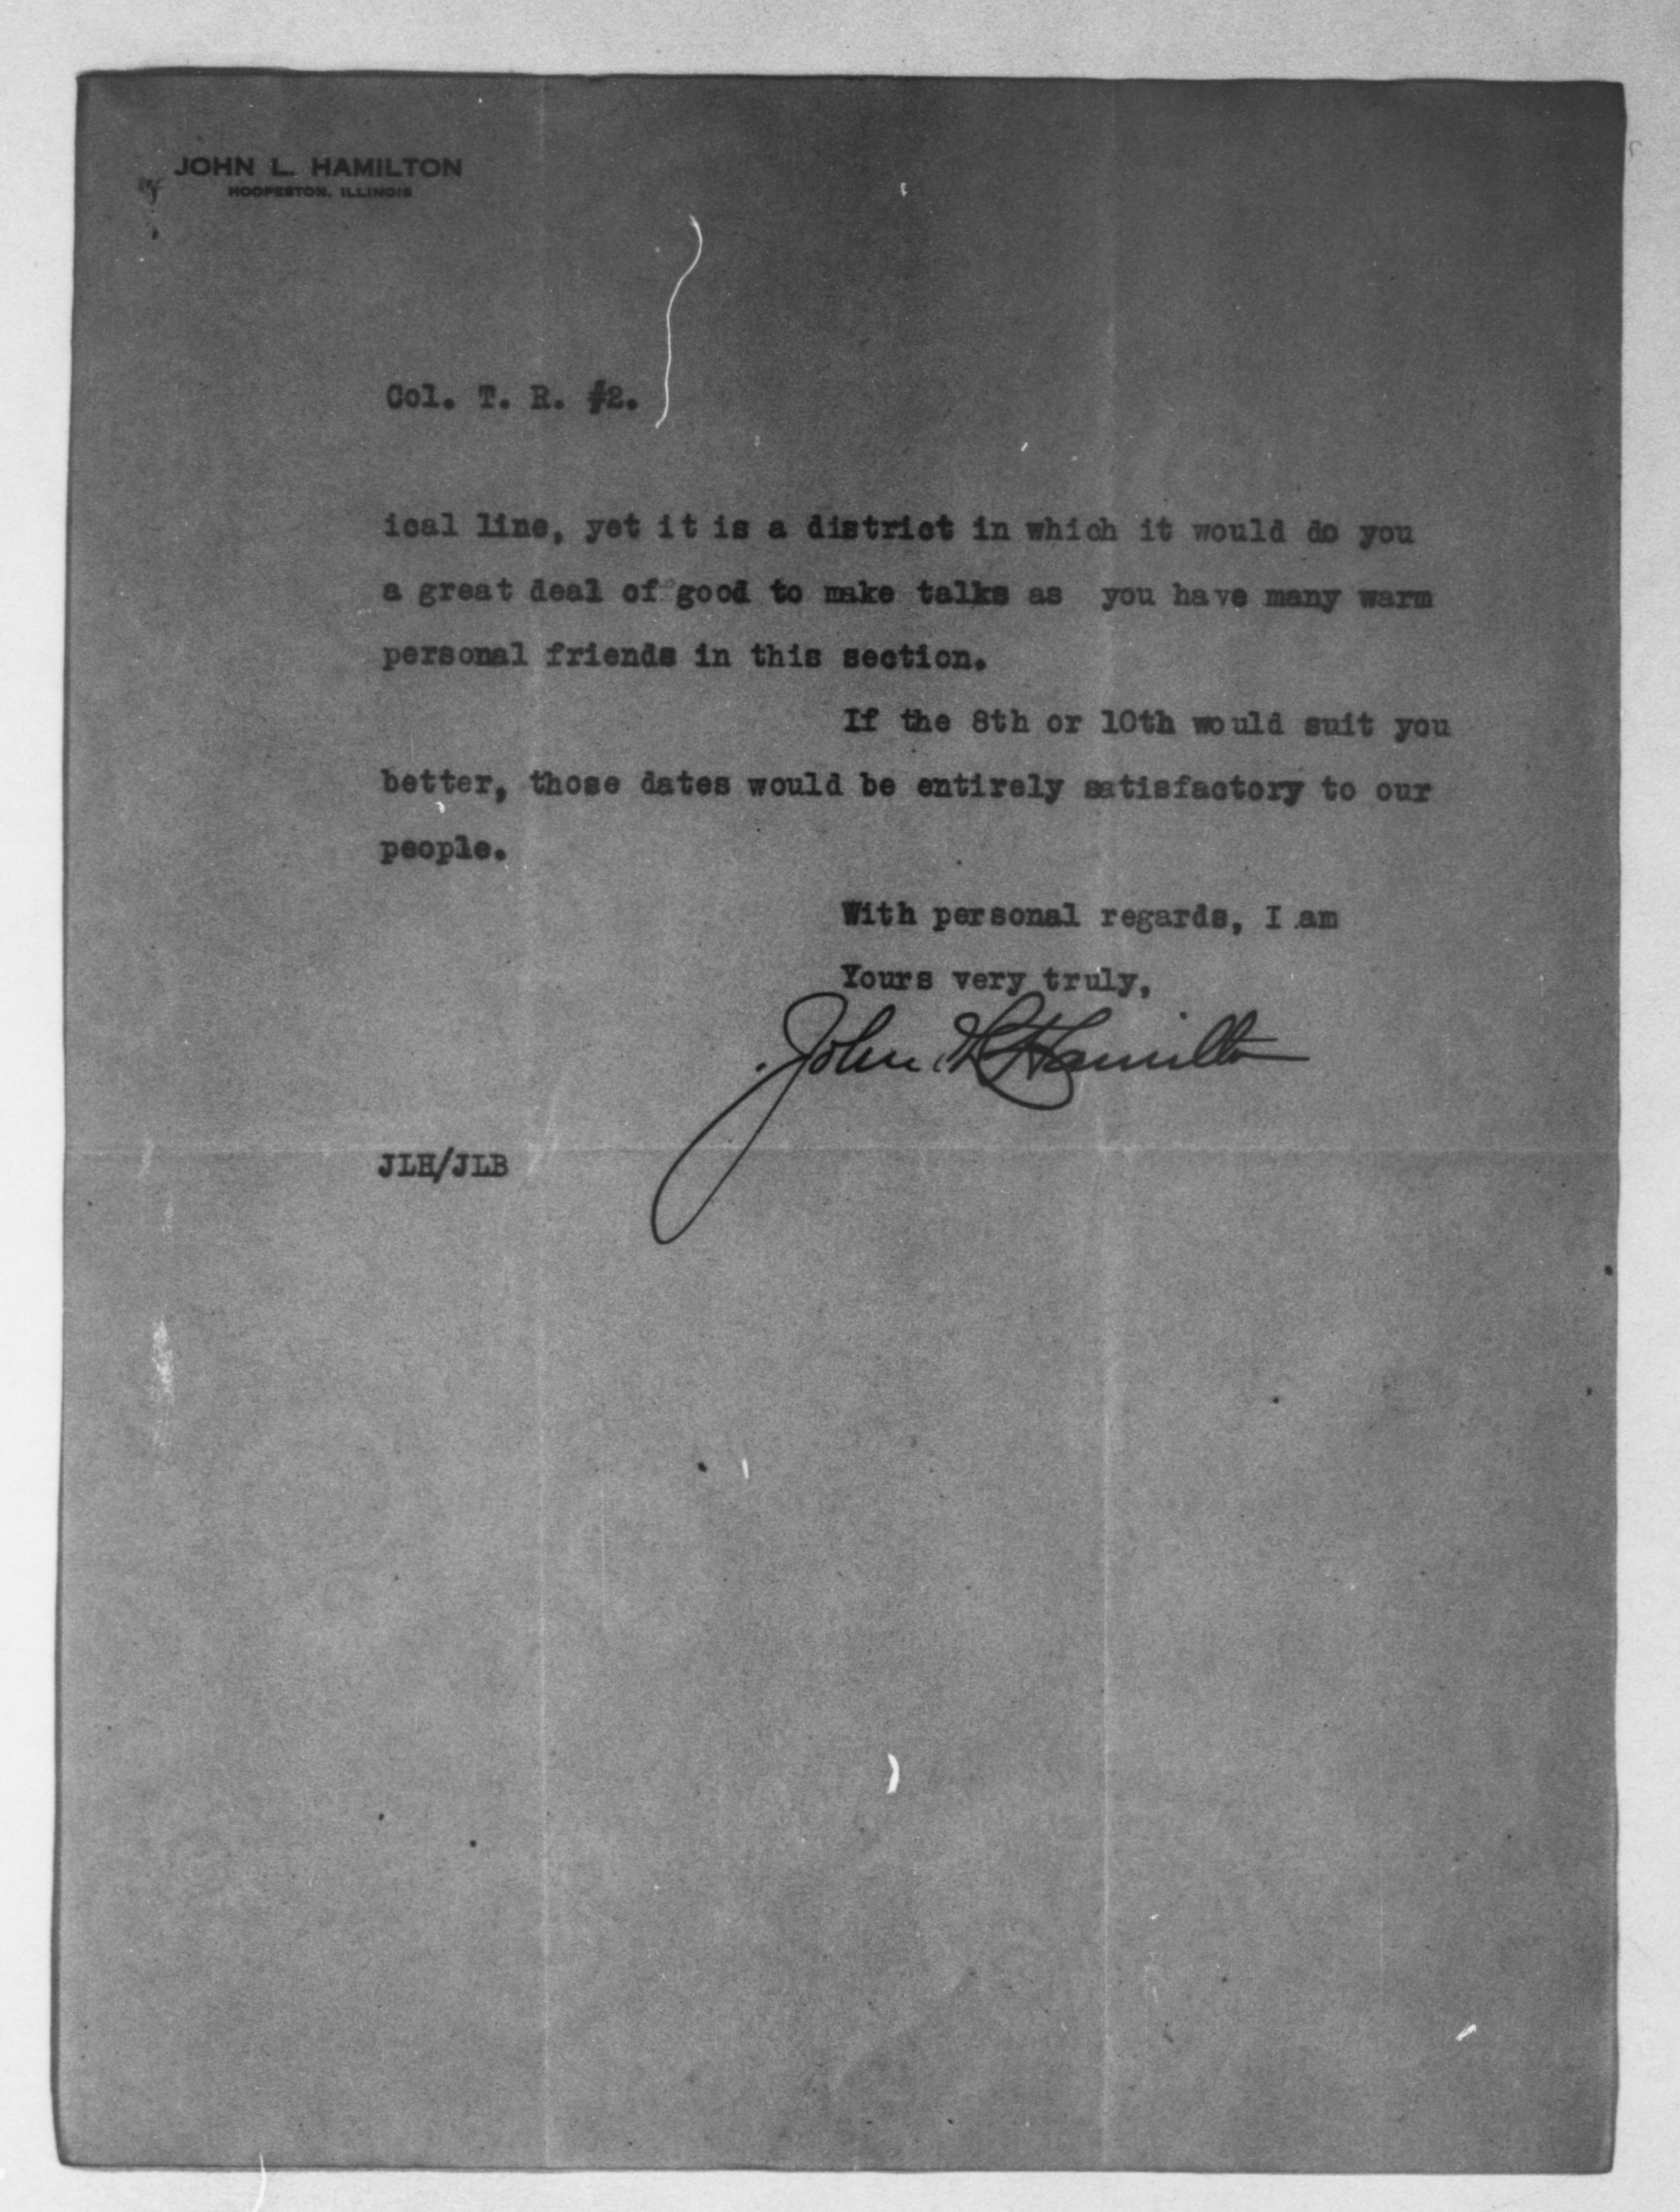 JOHN L. HAMILTON
HOOPESTON, ILLINOIS
Col. T. R. #2.
ical line, yet it is a district in which it would do you
a great deal of good to make talks as you have many warm
personal friends in this section.
If the 8th or 10th would suit you
better, those dates would be entirely satisfactory to our
people.
With personal regards, I am
Yours very truly,
John L Hamilton
JLH/JLB